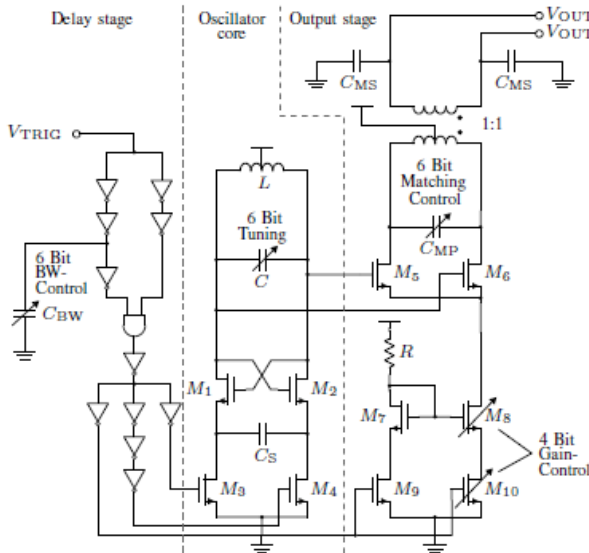 Delay stage
Oscillator core
Output stage
VOUT
VOUT
CMS
CMS
1:1
VTRIG
L
6 Bit
Matching
Control
6 Bit
Tuning
C
CMP
M5
M6
6 Bit
BW-
Control
CBW
R
M1
M2
M7
M8
CS
4 Bit
Gain-
Control
M3
M4
M9
M10